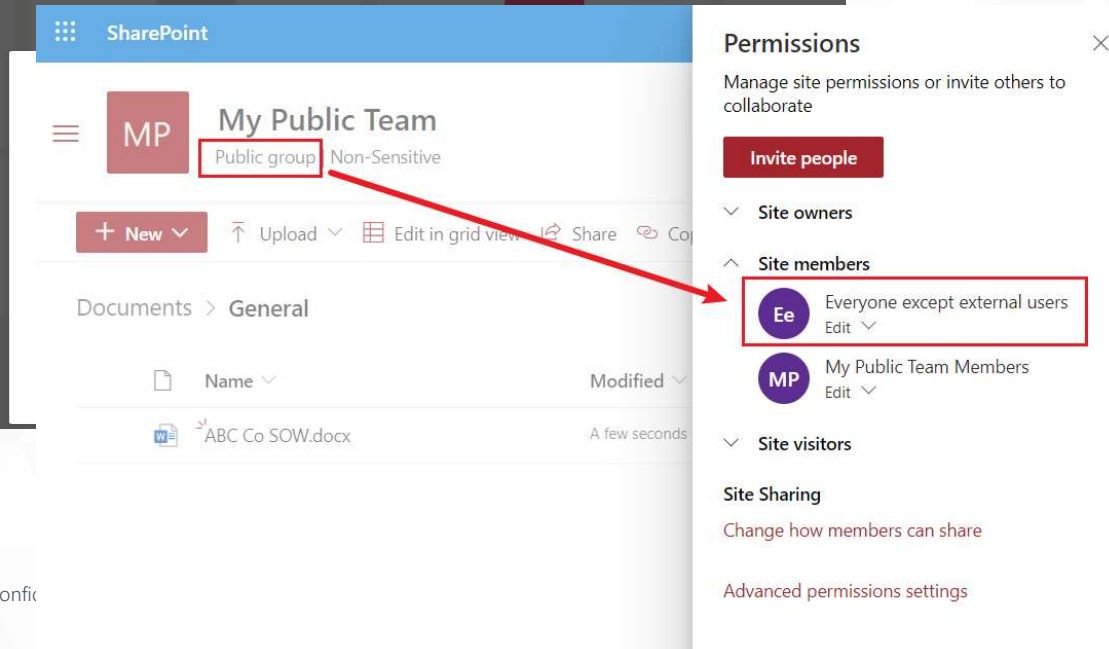 SharePoint
MP
My Public Team
Public group | Non-Sensitive
+ New
Upload
Edit in grid view
Share
Documents > General
Name
Modified
ABC Co SOW.docx
A few seconds
Permissions
Manage site permissions or invite others to
collaborate
Invite people
Site owners
Site members
Ee
Everyone except external users
Edit
MP
My Public Team Members
Edit
Site visitors
Site Sharing
Change how members can share
Advanced permissions settings